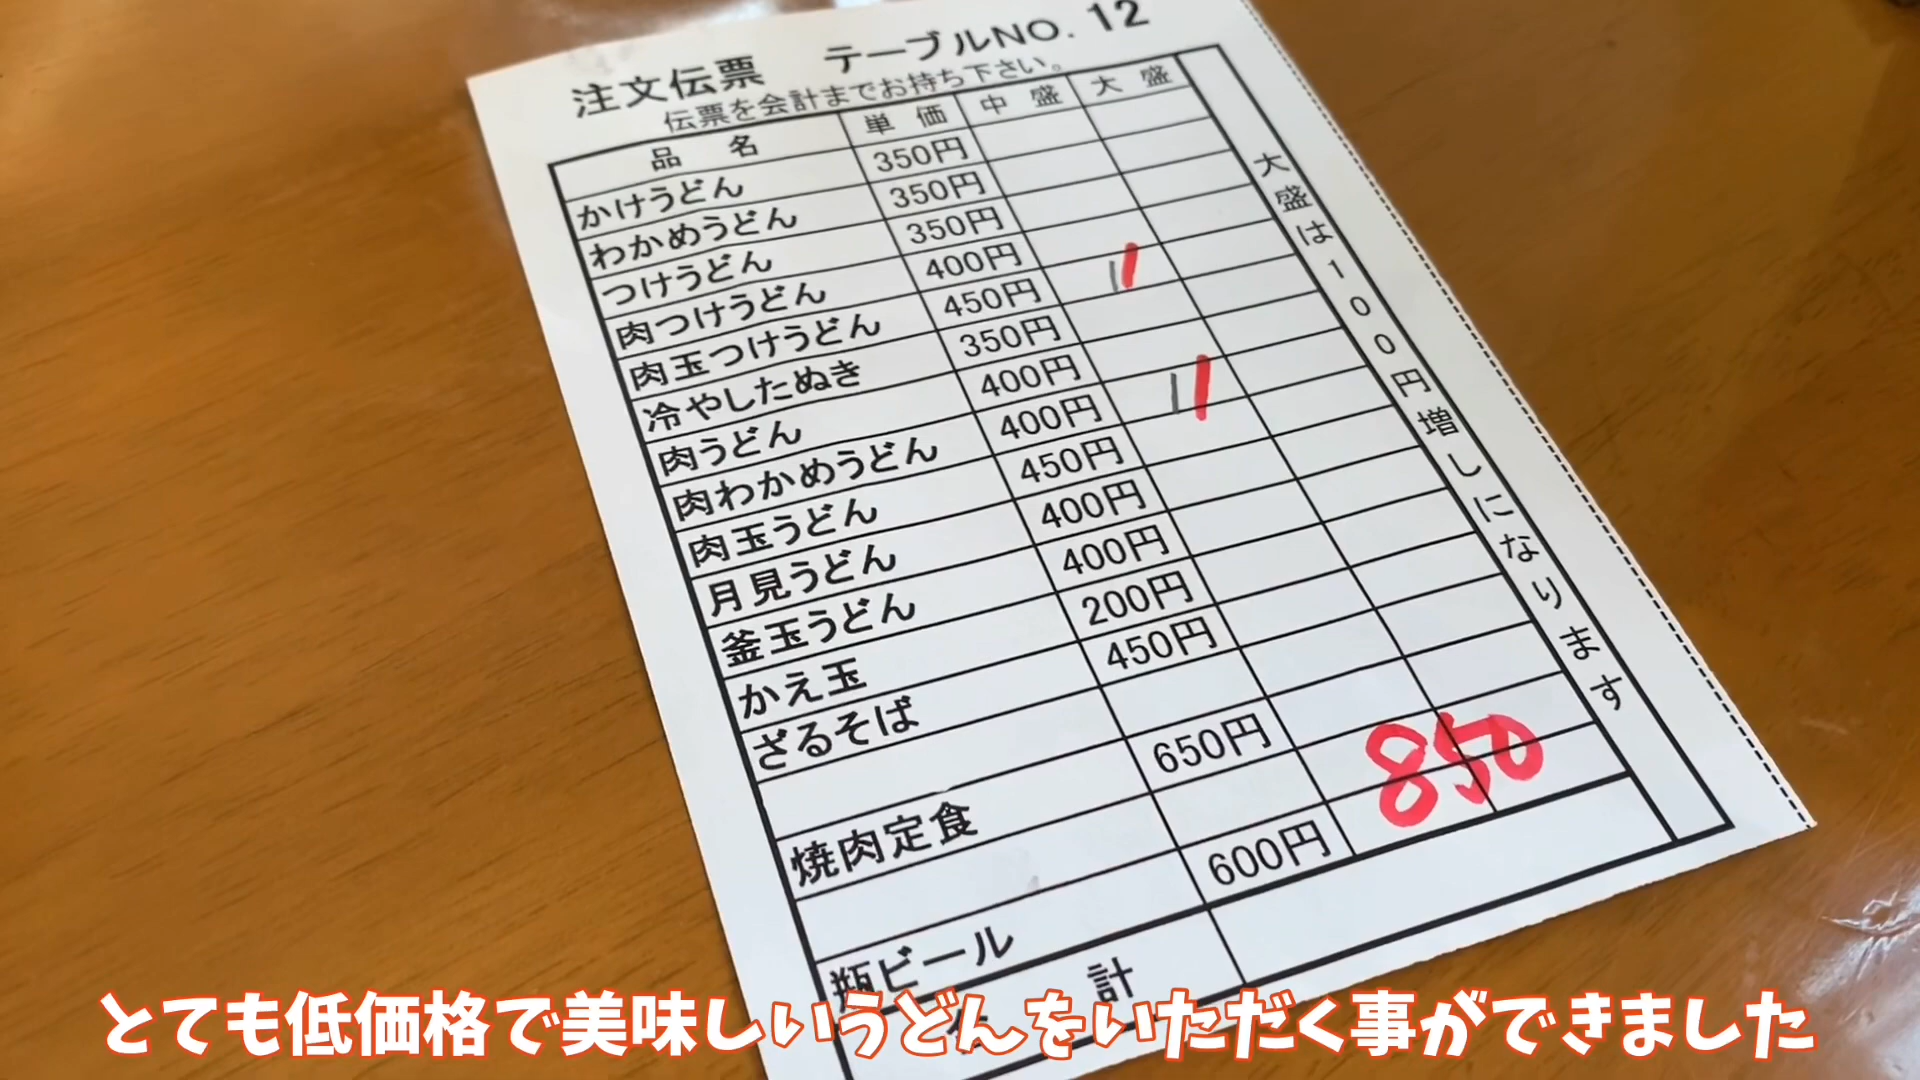 注文伝票 テーブルNO. 12
伝票を会計までお持ち下さい。
品名 単価 中盛 大盛
かけうどん 350円
わかめうどん 350円
つけうどん 350円
肉つけうどん 400円
肉玉つけうどん 450円
冷やしたぬき 350円
肉うどん 400円
肉わかめうどん 400円
肉玉うどん 450円
月見うどん 400円
釜玉うどん 400円
かえ玉 200円
ざるそば 450円
焼肉定食 650円
瓶ビール 600円
合計
850
大盛は100円増しになります
とても低価格で美味しいうどんをいただく事ができました